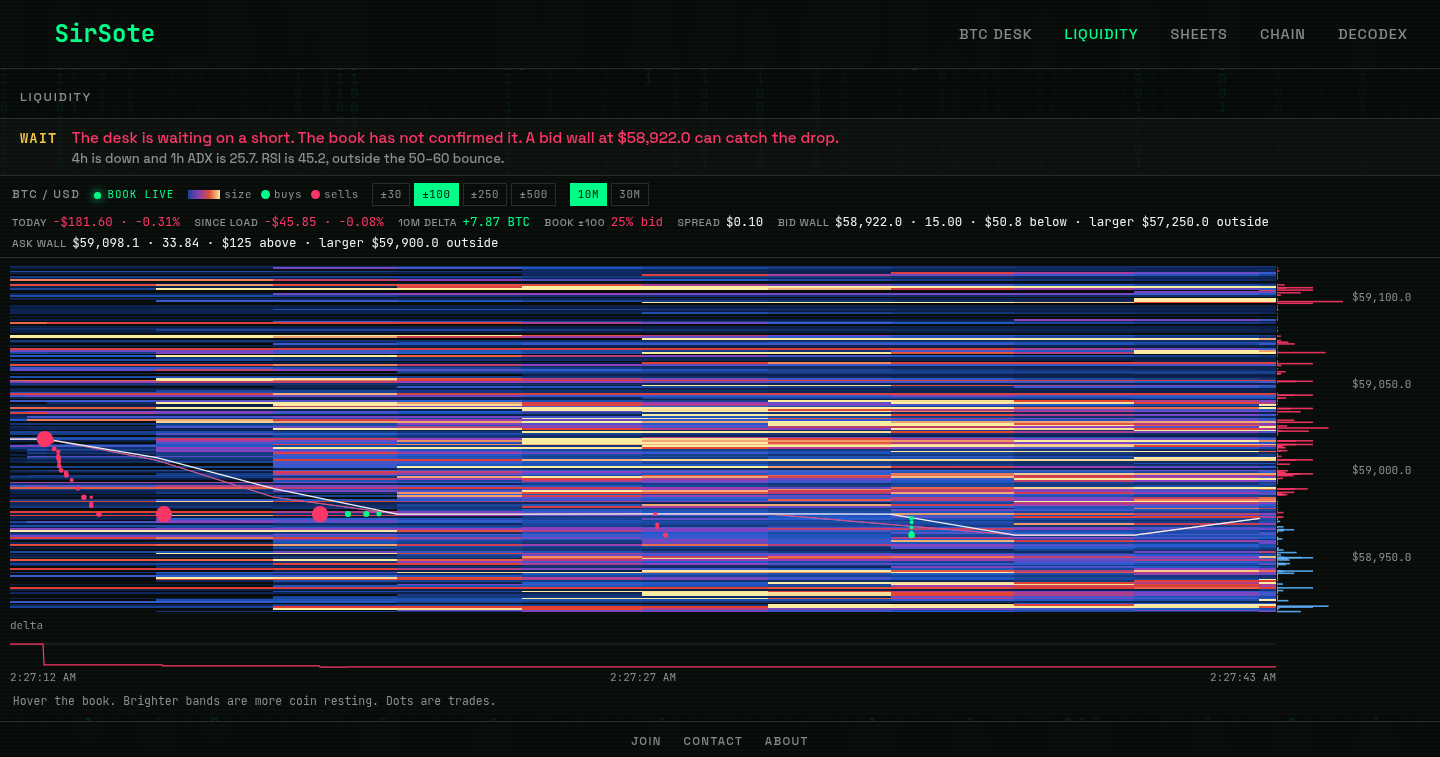 SirSote
BTC DESK LIQUIDITY SHEETS CHAIN DECODEX
LIQUIDITY
WAIT The desk is waiting on a short. The book has not confirmed it. A bid wall at $58,922.0 can catch the drop.
4h is down and 1h ADX is 25.7. RSI is 45.2, outside the 50–60 bounce.
BTC / USD BOOK LIVE size buys sells ±30 ±100 ±250 ±500 10M 30M
TODAY -$181.60 · -0.31% SINCE LOAD -$45.85 · -0.08% 10M DELTA +7.87 BTC BOOK ±100 25% bid SPREAD $0.10 BID WALL $58,922.0 · 15.00 · $50.8 below · larger $57,250.0 outside
ASK WALL $59,098.1 · 33.84 · $125 above · larger $59,900.0 outside
$59,100.0
$59,050.0
$59,000.0
$58,950.0
delta
2:27:12 AM 2:27:27 AM 2:27:43 AM
Hover the book. Brighter bands are more coin resting. Dots are trades.
JOIN CONTACT ABOUT